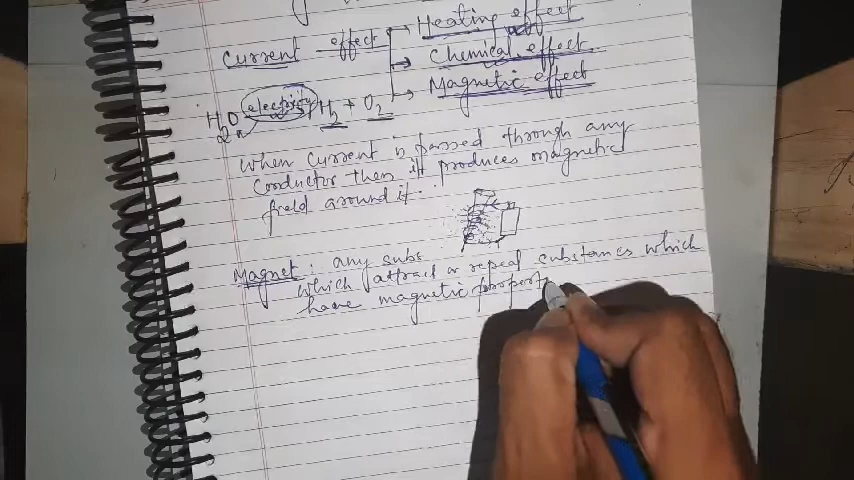 Heating effect
Current effect
Chemical effect
Magnetic effect
H2O electricity H2 + O2
When current is passed through any
conductor then it produces magnetic
field around it.
Magnet: any subs
which attract or repeal substances which
have magnetic propert